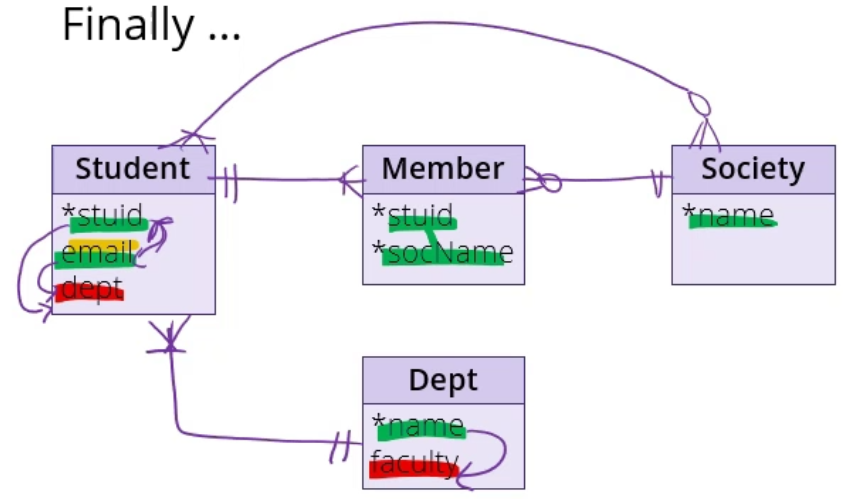 Finally ...
Student
*stuid
email
dept
Member
*stuid
*socName
Society
*name
Dept
*name
faculty